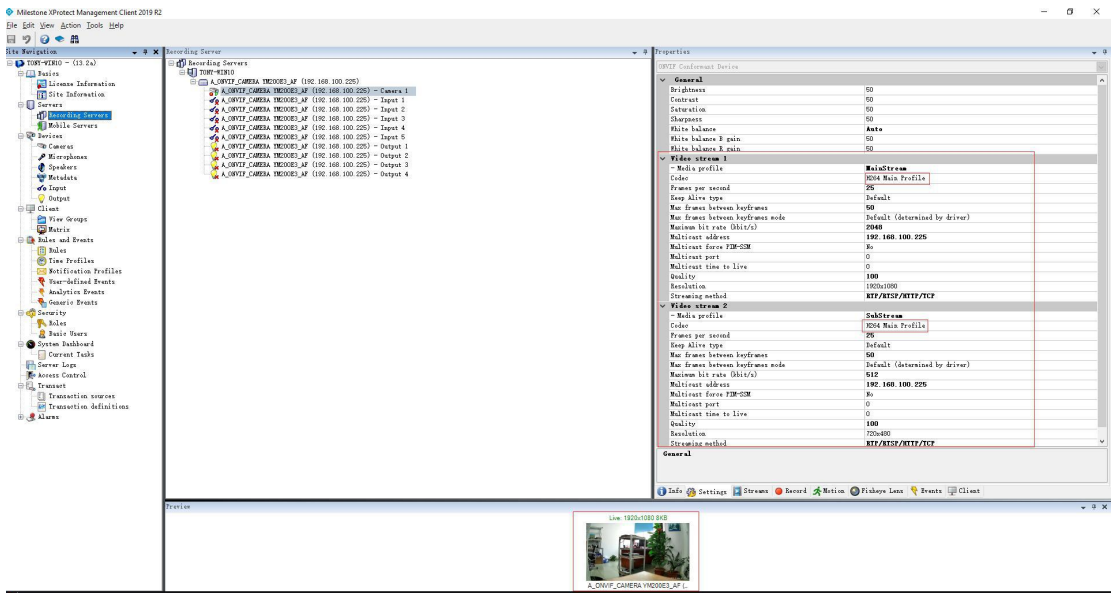 Milestone XProtect Management Client 2019 R2
File Edit View Action Tools Help
Site Navigation
TONY-WIN10 - (13.2a)
Basics
License Information
Site Information
Servers
Recording Servers
Mobile Servers
Devices
Cameras
Microphones
Speakers
Metadata
Input
Output
Client
View Groups
Matrix
Rules and Events
Rules
Time Profiles
Notification Profiles
User-defined Events
Analytics Events
Generic Events
Security
Roles
Basic Users
System Dashboard
Current Tasks
Server Logs
Access Control
Transact
Transaction sources
Transaction definitions
Alarms
Recording Server
Recording Servers
TONY-WIN10
A_ONVIF_CAMERA YM200E3_AF (192.168.100.225)
A_ONVIF_CAMERA YM200E3_AF (192.168.100.225) - Camera 1
A_ONVIF_CAMERA YM200E3_AF (192.168.100.225) - Input 1
A_ONVIF_CAMERA YM200E3_AF (192.168.100.225) - Input 2
A_ONVIF_CAMERA YM200E3_AF (192.168.100.225) - Input 3
A_ONVIF_CAMERA YM200E3_AF (192.168.100.225) - Input 4
A_ONVIF_CAMERA YM200E3_AF (192.168.100.225) - Input 5
A_ONVIF_CAMERA YM200E3_AF (192.168.100.225) - Output 1
A_ONVIF_CAMERA YM200E3_AF (192.168.100.225) - Output 2
A_ONVIF_CAMERA YM200E3_AF (192.168.100.225) - Output 3
A_ONVIF_CAMERA YM200E3_AF (192.168.100.225) - Output 4
Properties
ONVIF Conformant Device
General
Brightness 50
Contrast 50
Saturation 50
Sharpness 50
White balance Auto
White balance B gain 50
White balance R gain 50
Video stream 1
- Media profile MainStream
Codec H264 Main Profile
Frames per second 25
Keep Alive type Default
Max frames between keyframes 50
Max frames between keyframes mode Default (determined by driver)
Maximum bit rate (kbit/s) 2048
Multicast address 192.168.100.225
Multicast force PIM-SSM No
Multicast port 0
Multicast time to live 0
Quality 100
Resolution 1920x1080
Streaming method RTP/RTSP/HTTP/TCP
Video stream 2
- Media profile SubStream
Codec H264 Main Profile
Frames per second 25
Keep Alive type Default
Max frames between keyframes 50
Max frames between keyframes mode Default (determined by driver)
Maximum bit rate (kbit/s) 512
Multicast address 192.168.100.225
Multicast force PIM-SSM No
Multicast port 0
Multicast time to live 0
Quality 100
Resolution 720x480
Streaming method RTP/RTSP/HTTP/TCP
General
Info Settings Streams Record Motion Fisheye Lens Events Client
Preview
Live: 1920x1080 8KB
A_ONVIF_CAMERA YM200E3_AF (...